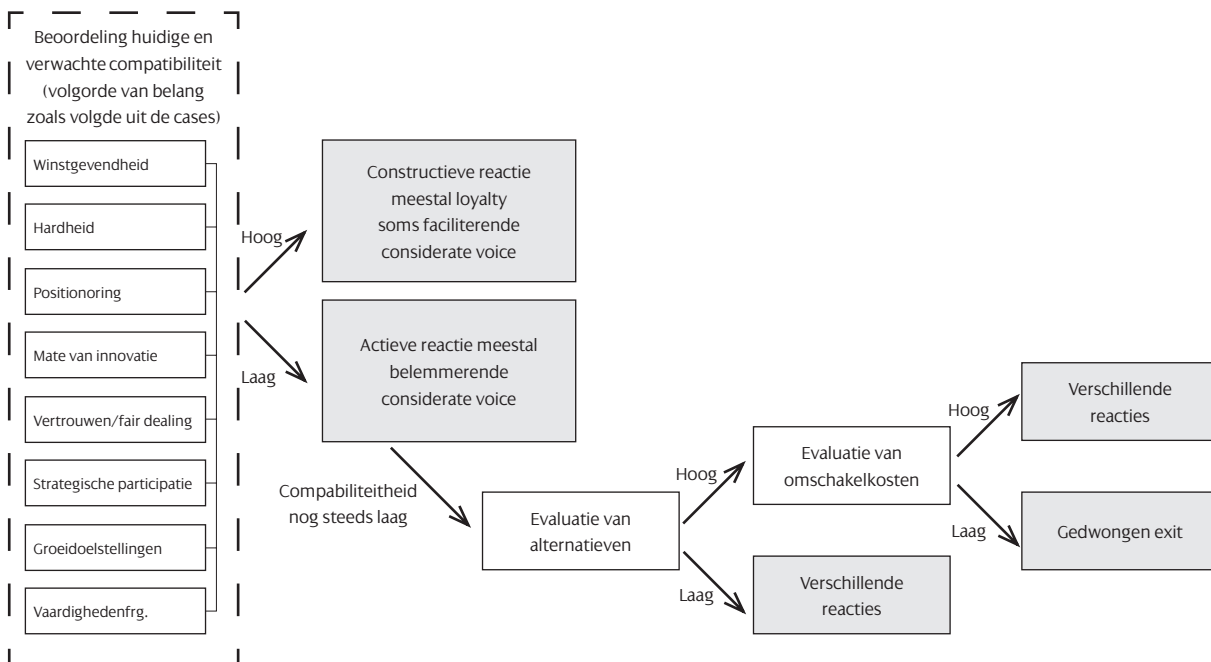 Beoordeling huidige en
verwachte compatibiliteit
(volgorde van belang
zoals volgde uit de cases)
Winstgevendheid
Hardheid
Positionoring
Mate van innovatie
Vertrouwen/fair dealing
Strategische participatie
Groeidoelstellingen
Vaardighedenfrg.
Hoog
Laag
Constructieve reactie
meestal loyalty
soms faciliterende
considerate voice
Actieve reactie meestal
belemmerende
considerate voice
Compabiliteitheid
nog steeds laag
Evaluatie van
alternatieven
Hoog
Laag
Evaluatie van
omschakelkosten
Verschillende
reacties
Hoog
Laag
Verschillende
reacties
Gedwongen exit